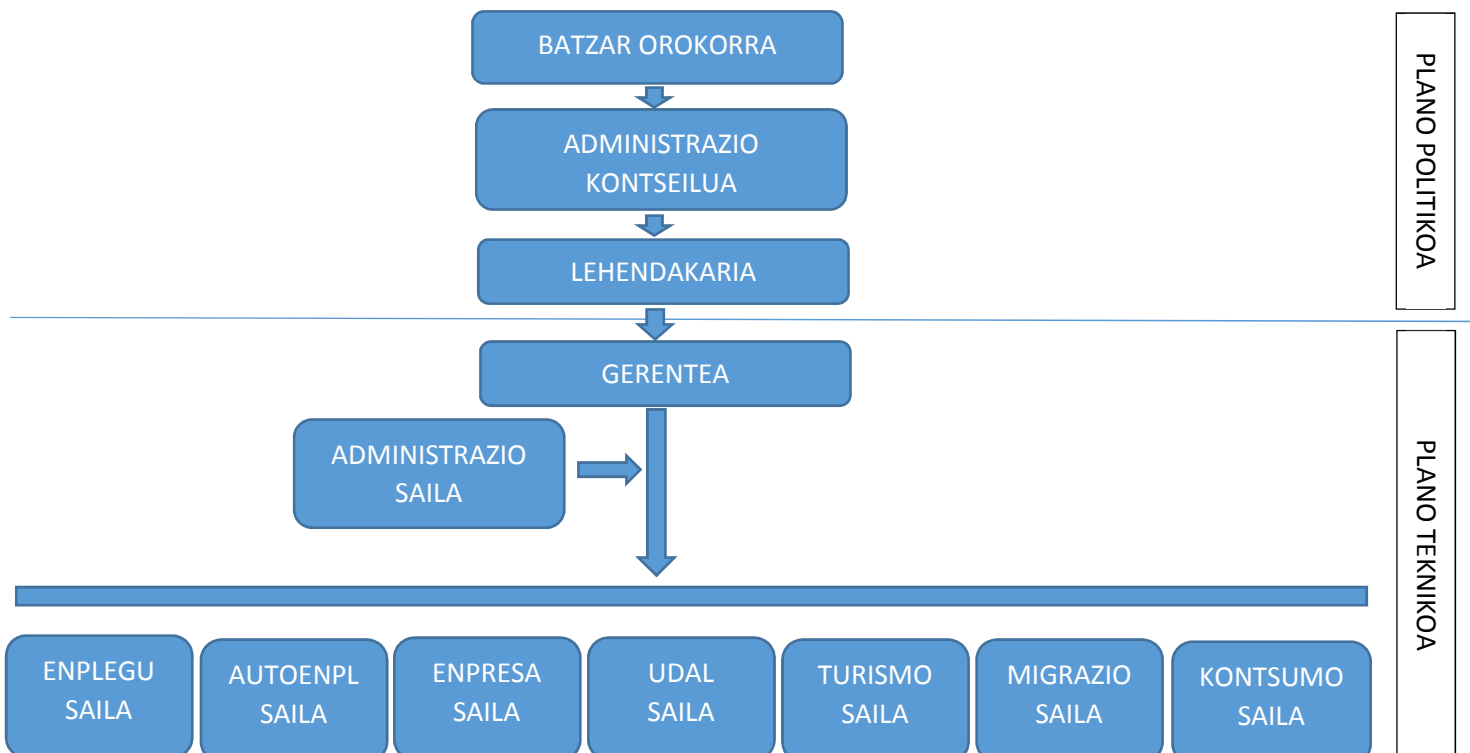 BATZAR OROKORRA
ADMINISTRAZIO
KONTSEILUA
LEHENDAKARIA
PLANO POLITIKOA
GERENTEA
ADMINISTRAZIO
SAILA
PLANO TEKNIKOA
ENPLEGU
SAILA
AUTOENPL
SAILA
ENPRESA
SAILA
UDAL
SAILA
TURISMO
SAILA
MIGRAZIO
SAILA
KONTSUMO
SAILA